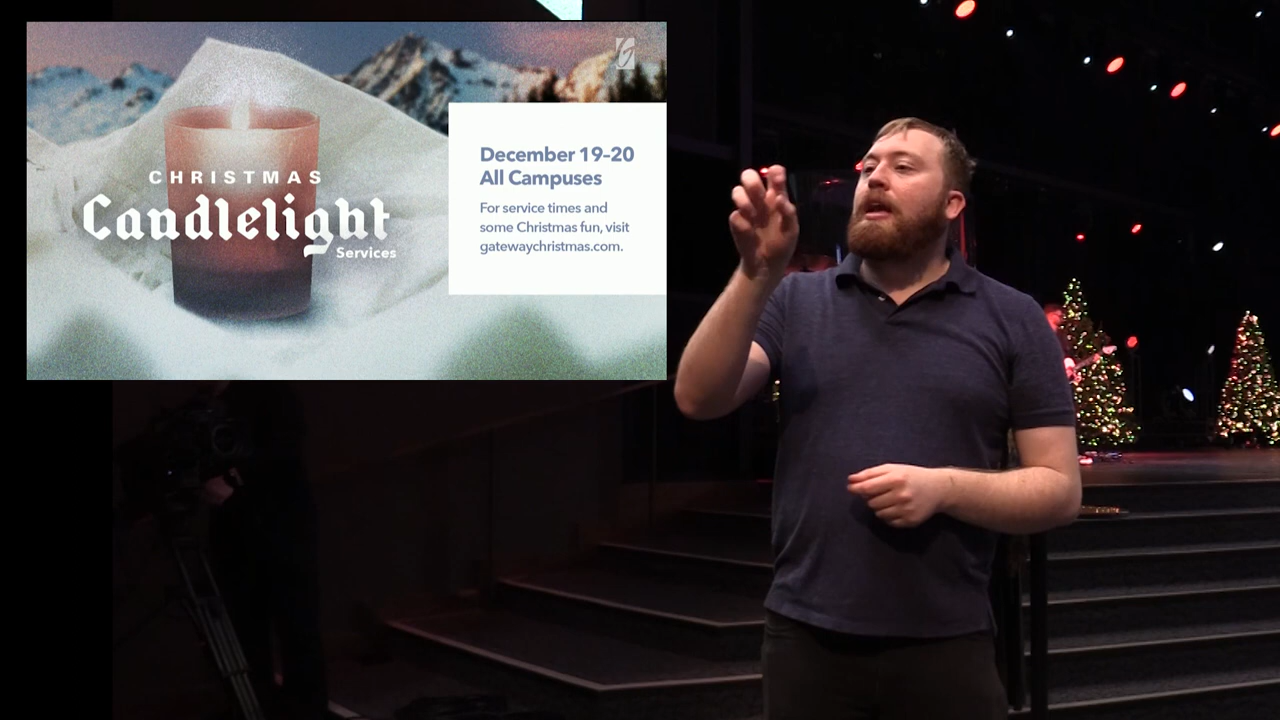 CHRISTMAS
Candlelight
Services
December 19–20
All Campuses
For service times and
some Christmas fun, visit
gatewaychristmas.com.
G